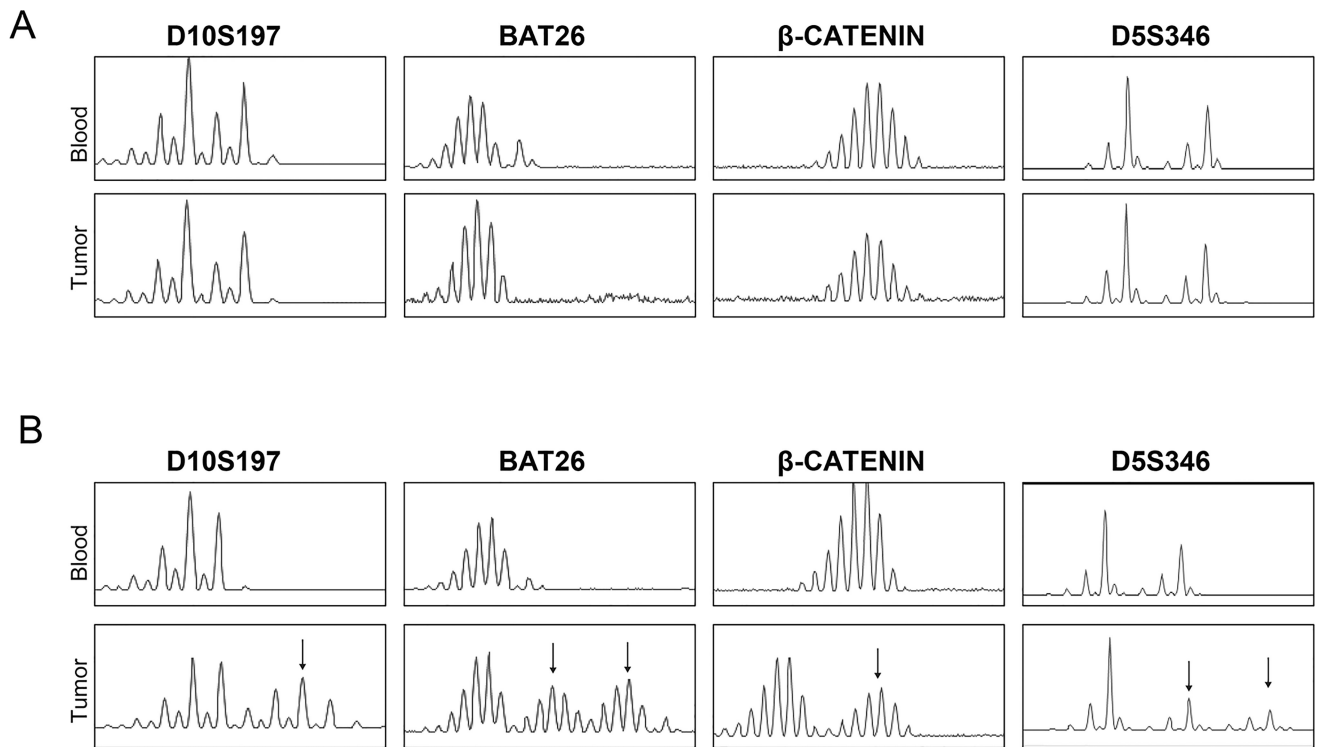 A
D10S197 BAT26 β-CATENIN D5S346
Blood
Tumor
B
D10S197 BAT26 β-CATENIN D5S346
Blood
Tumor